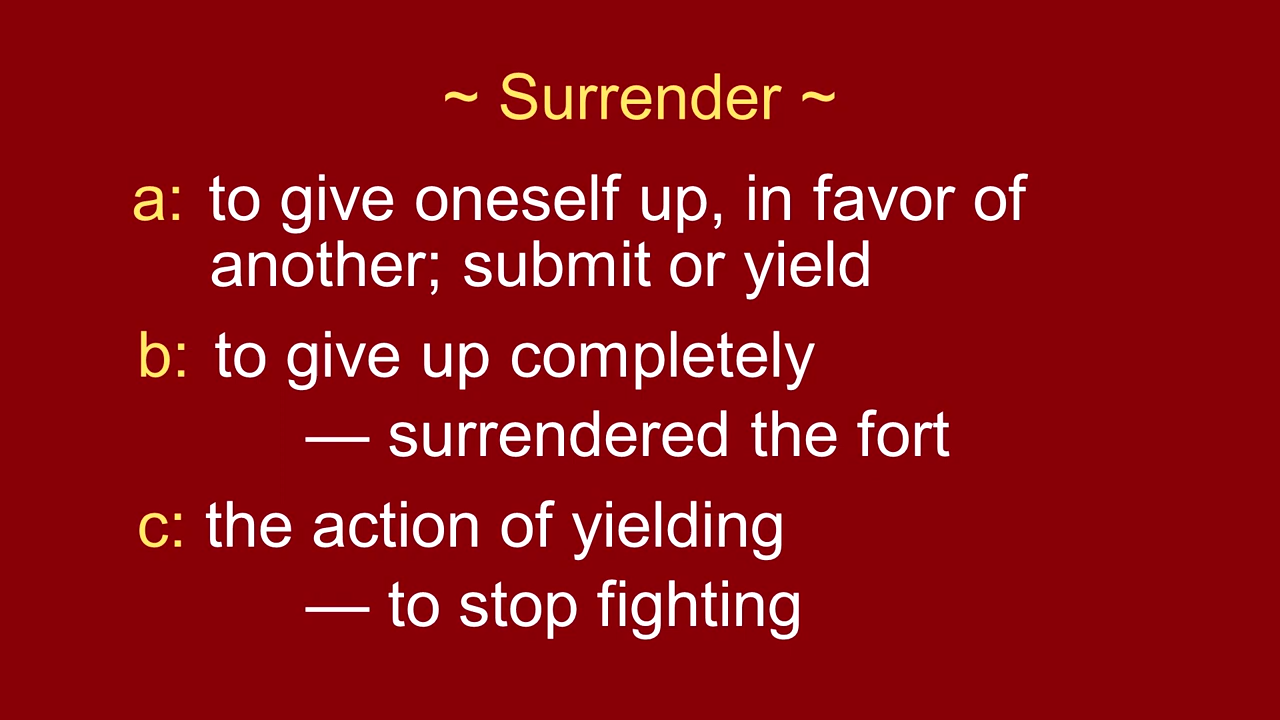 ~ Surrender ~
a: to give oneself up, in favor of
another; submit or yield
b: to give up completely
— surrendered the fort
c: the action of yielding
— to stop fighting